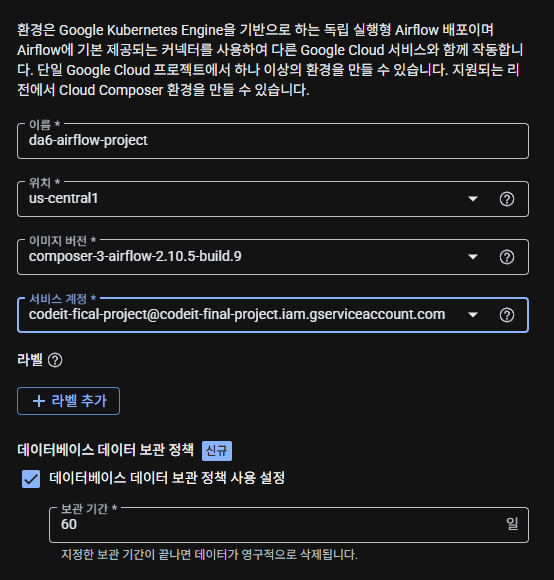 환경은 Google Kubernetes Engine을 기반으로 하는 독립 실행형 Airflow 배포이며
Airflow에 기본 제공되는 커넥터를 사용하여 다른 Google Cloud 서비스와 함께 작동합니
다. 단일 Google Cloud 프로젝트에서 하나 이상의 환경을 만들 수 있습니다. 지원되는 리
전에서 Cloud Composer 환경을 만들 수 있습니다.
이름 *
da6-airflow-project
위치 *
us-central1
이미지 버전 *
composer-3-airflow-2.10.5-build.9
서비스 계정 *
codeit-fical-project@codeit-final-project.iam.gserviceaccount.com
라벨
+ 라벨 추가
데이터베이스 데이터 보관 정책 신규
데이터베이스 데이터 보관 정책 사용 설정
보관 기간 *
60 일
지정한 보관 기간이 끝나면 데이터가 영구적으로 삭제됩니다.